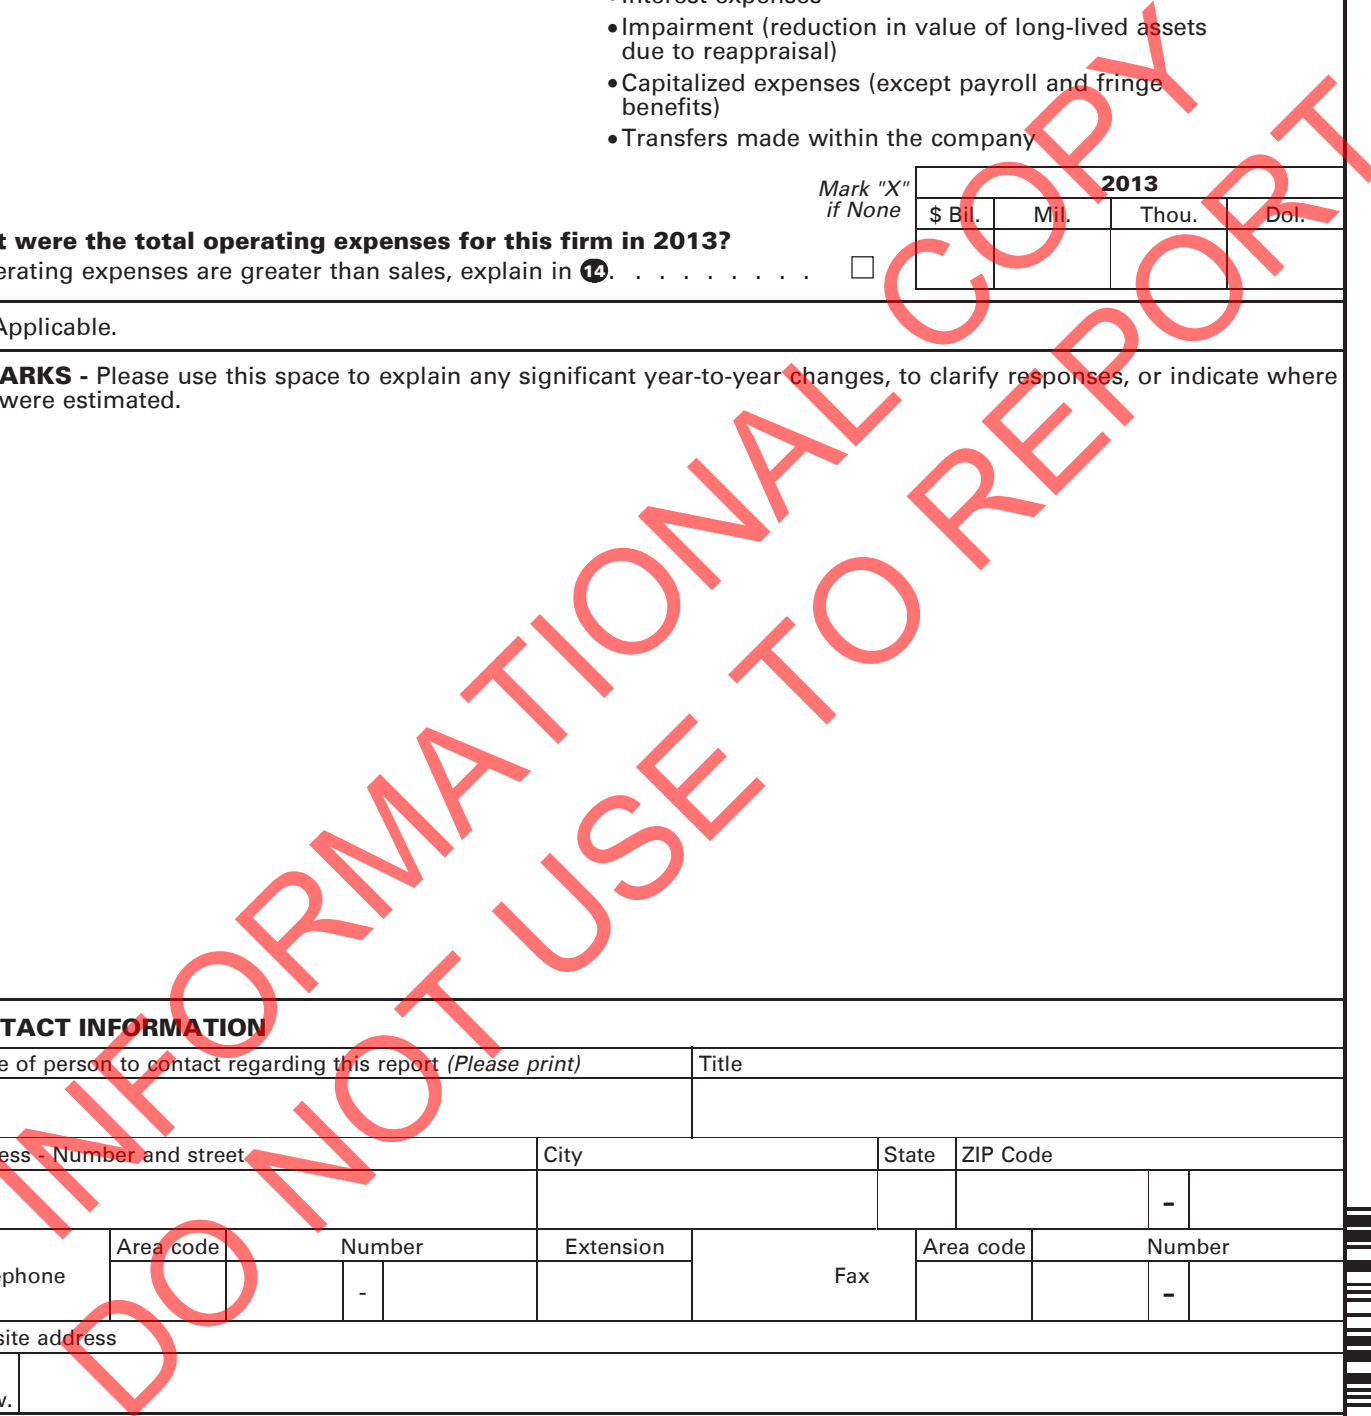 Interest expenses
• Impairment (reduction in value of long-lived assets
due to reappraisal)
• Capitalized expenses (except payroll and fringe
benefits)
• Transfers made within the company
Mark "X"
if None
2013
$ Bil. Mil. Thou. Dol.
t were the total operating expenses for this firm in 2013?
erating expenses are greater than sales, explain in 14. . . . . . . . .
Applicable.
ARKS - Please use this space to explain any significant year-to-year changes, to clarify responses, or indicate where
were estimated.
TACT INFORMATION
e of person to contact regarding this report (Please print) Title
ess - Number and street City State ZIP Code
-
Area code Number Extension Area code Number
ephone - Fax -
site address
w.
INFORMATIONAL COPY
DO NOT USE TO REPORT